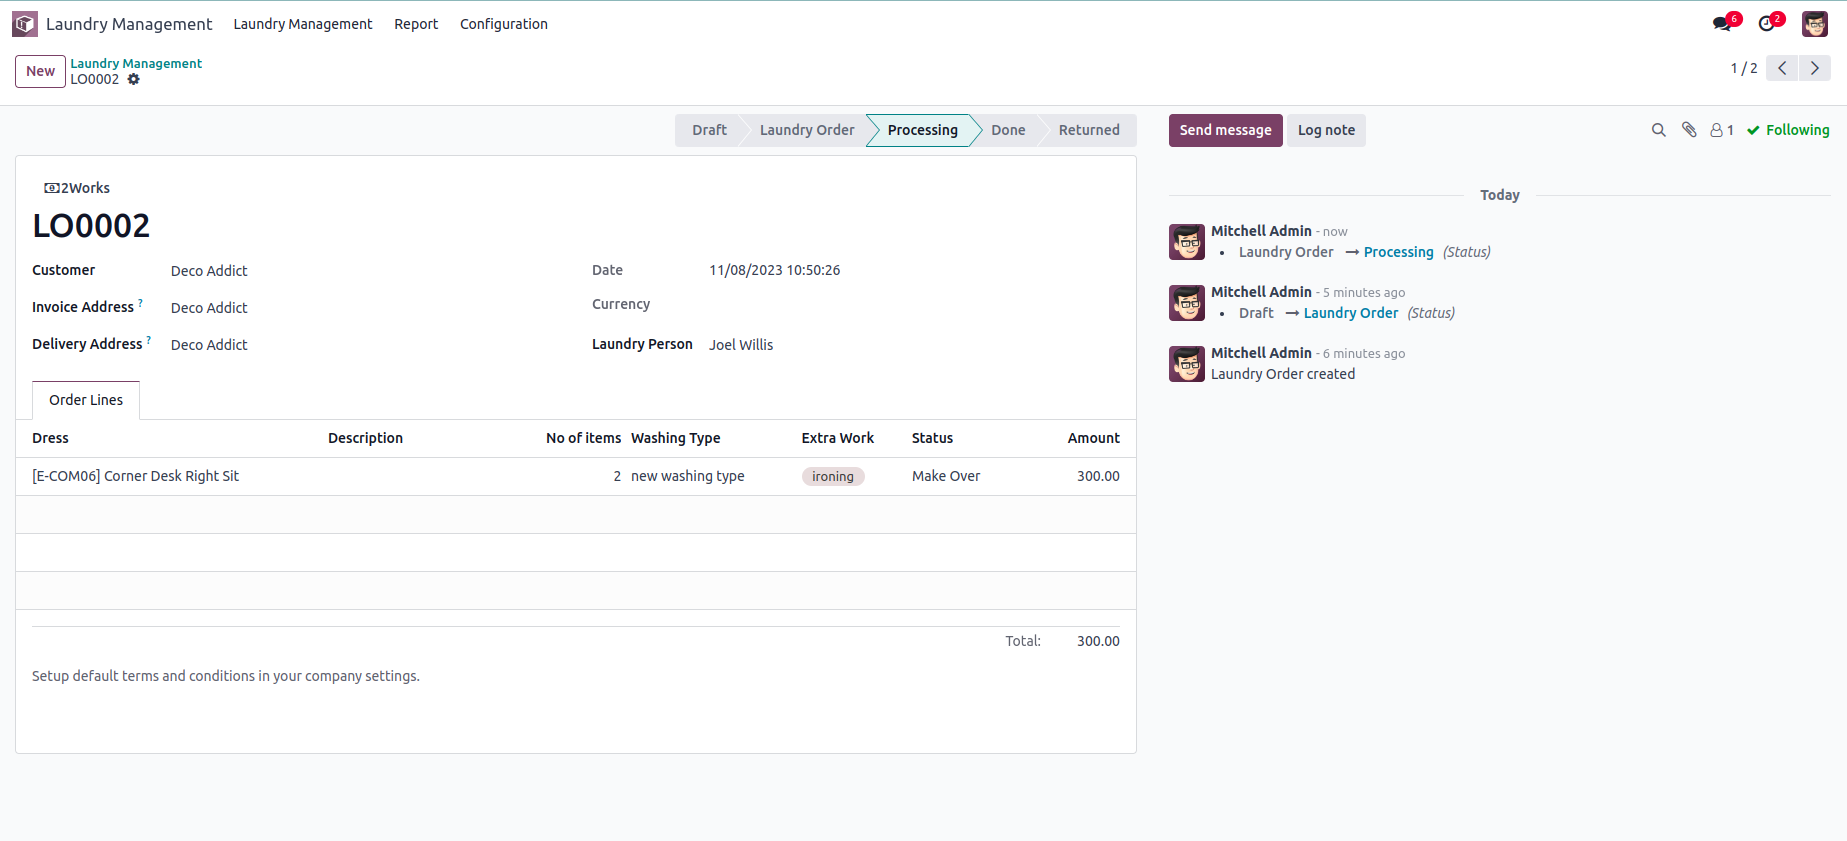 Laundry Management Laundry Management Report Configuration 6 2
New Laundry Management
LO0002
1 / 2
Draft Laundry Order Processing Done Returned
Send message Log note 1 Following
2Works
LO0002
Customer Deco Addict
Invoice Address ? Deco Addict
Delivery Address ? Deco Addict
Date 11/08/2023 10:50:26
Currency
Laundry Person Joel Willis
Order Lines
Dress Description No of items Washing Type Extra Work Status Amount
[E-COM06] Corner Desk Right Sit 2 new washing type ironing Make Over 300.00
Total: 300.00
Setup default terms and conditions in your company settings.
Today
Mitchell Admin - now
• Laundry Order → Processing (Status)
Mitchell Admin - 5 minutes ago
• Draft → Laundry Order (Status)
Mitchell Admin - 6 minutes ago
Laundry Order created